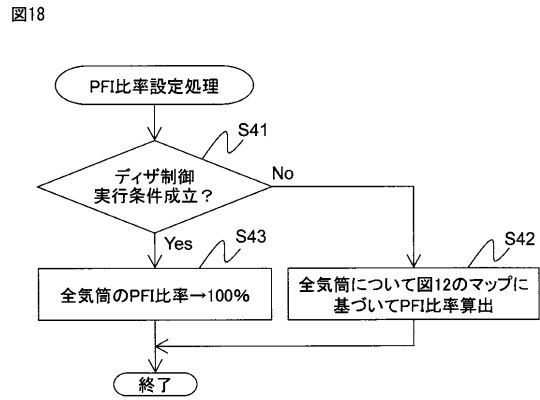 図18
PFI比率設定処理
S41
ディザ制御
実行条件成立？
No
Yes
S43
S42
全気筒のPFI比率→100%
全気筒について図12のマップに
基づいてPFI比率算出
終了